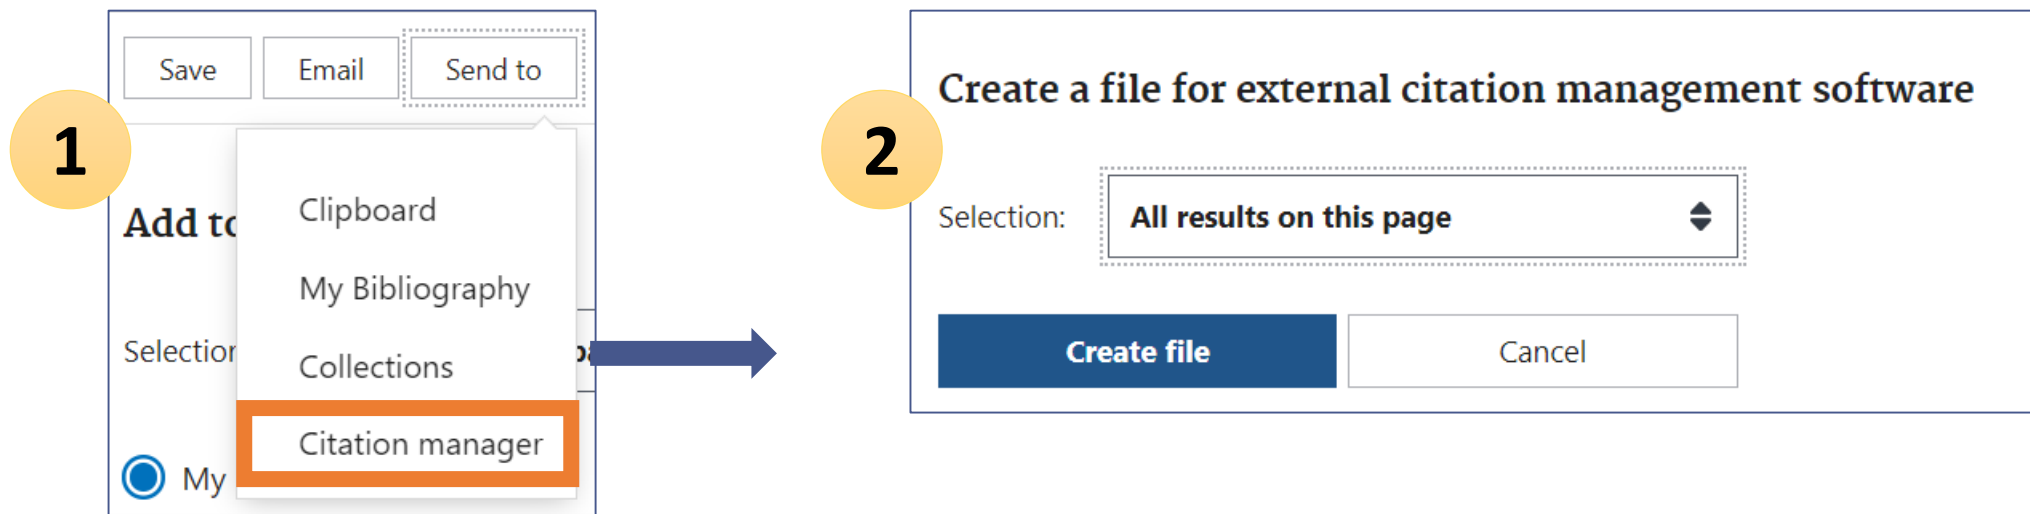 1
Save
Email
Send to
Add to
Clipboard
My Bibliography
Selection
Collections
Citation manager
My
2
Create a file for external citation management software
Selection:
All results on this page
Create file
Cancel